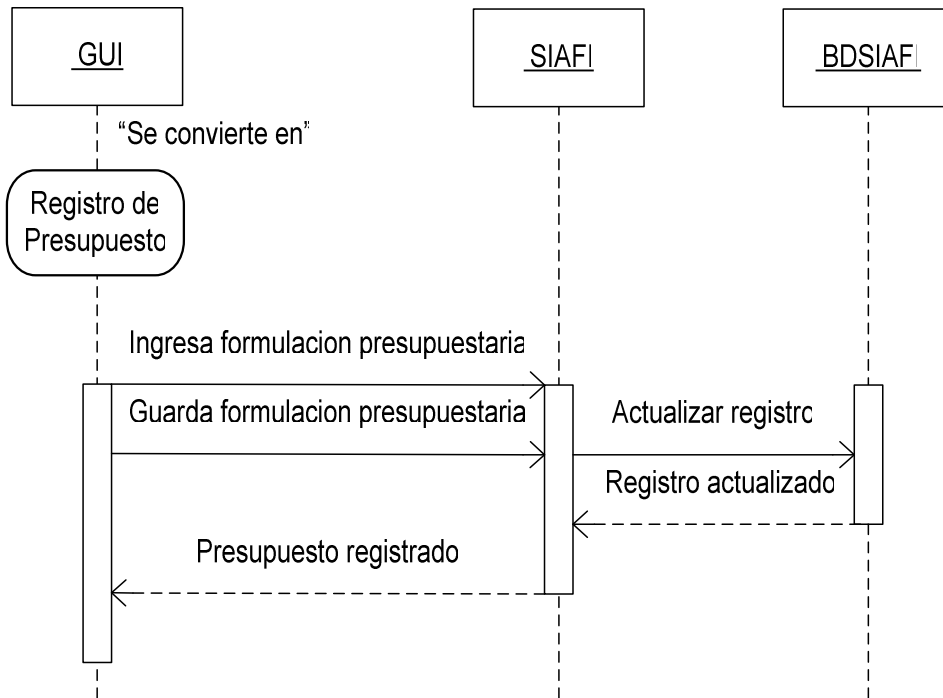 GUI
SIAFI
BDSIAFI
“Se convierte en”
Registro de
Presupuesto
Ingresa formulacion presupuestaria
Guarda formulacion presupuestaria
Actualizar registro
Registro actualizado
Presupuesto registrado